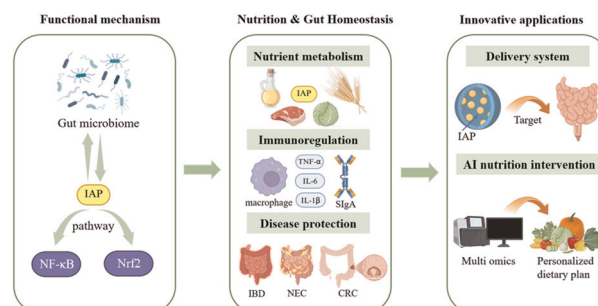 Functional mechanism
Gut microbiome
IAP
pathway
NF-κB
Nrf2
Nutrition & Gut Homeostasis
Nutrient metabolism
IAP
Immunoregulation
macrophage
TNF-α
IL-6
IL-1β
SIgA
Disease protection
IBD
NEC
CRC
Innovative applications
Delivery system
IAP
Target
AI nutrition intervention
Multi omics
Personalized
dietary plan